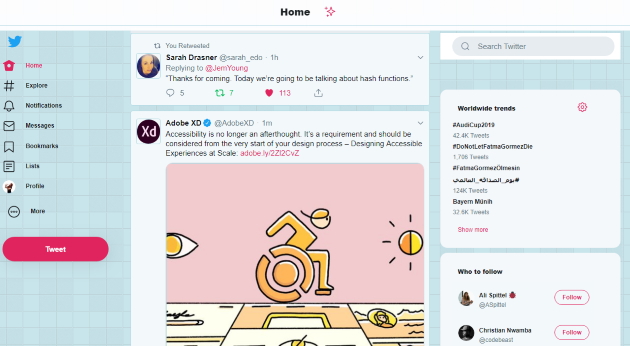 Home
Search Twitter
Home
Explore
Notifications
Messages
Bookmarks
Lists
Profile
More
Tweet
You Retweeted
Sarah Drasner @sarah_edo · 1h
Replying to @JemYoung
"Thanks for coming. Today we're going to be talking about hash functions."
5 7 113
Adobe XD @AdobeXD · 1m
Accessibility is no longer an afterthought. It's a requirement and should be
considered from the very start of your design process – Designing Accessible
Experiences at Scale: adobe.ly/2ZI2CvZ
Xd
Worldwide trends
#AudiCup2019
42.4K Tweets
#DoNotLetFatmaGormezDie
1,706 Tweets
#FatmaGormezOlmesin
#يوم_الصداقه_العالمي
124K Tweets
Bayern Münih
32.6K Tweets
Show more
Who to follow
Ali Spittel
@ASpittel
Follow
Christian Nwamba
@codebeast
Follow